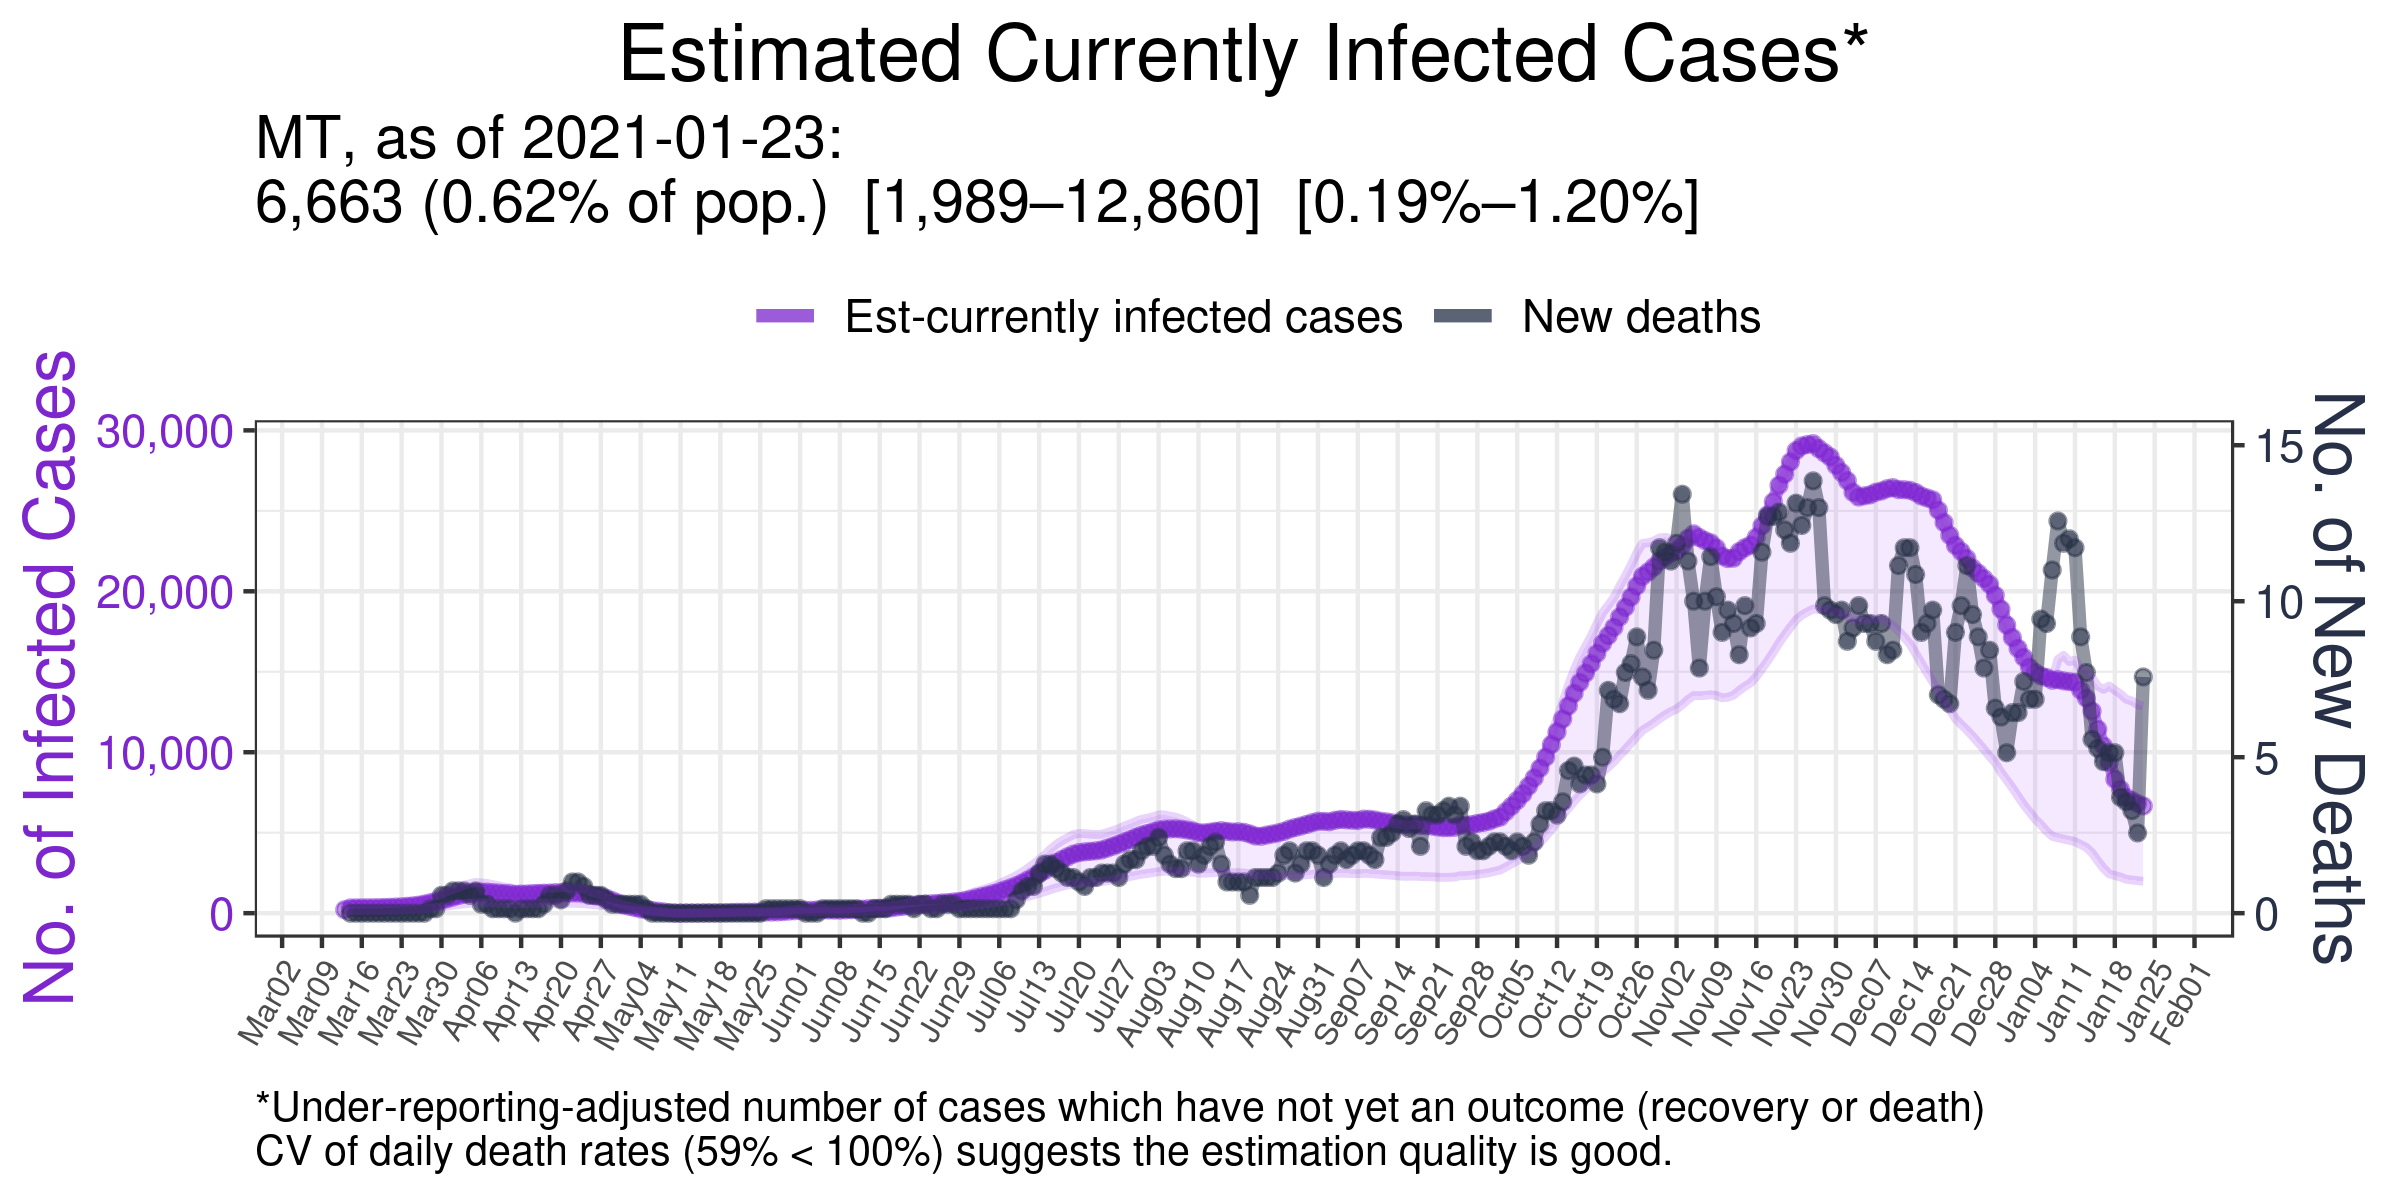 Estimated Currently Infected Cases*
MT, as of 2021-01-23:
6,663 (0.62% of pop.)  [1,989–12,860]  [0.19%–1.20%]
Est-currently infected cases
New deaths
No. of Infected Cases
30,000
20,000
10,000
0
15
10
5
0
No. of New Deaths
Mar02
Mar09
Mar16
Mar23
Mar30
Apr06
Apr13
Apr20
Apr27
May04
May11
May18
May25
Jun01
Jun08
Jun15
Jun22
Jun29
Jul06
Jul13
Jul20
Jul27
Aug03
Aug10
Aug17
Aug24
Aug31
Sep07
Sep14
Sep21
Sep28
Oct05
Oct12
Oct19
Oct26
Nov02
Nov09
Nov16
Nov23
Nov30
Dec07
Dec14
Dec21
Dec28
Jan04
Jan11
Jan18
Jan25
Feb01
*Under-reporting-adjusted number of cases which have not yet an outcome (recovery or death)
CV of daily death rates (59% < 100%) suggests the estimation quality is good.